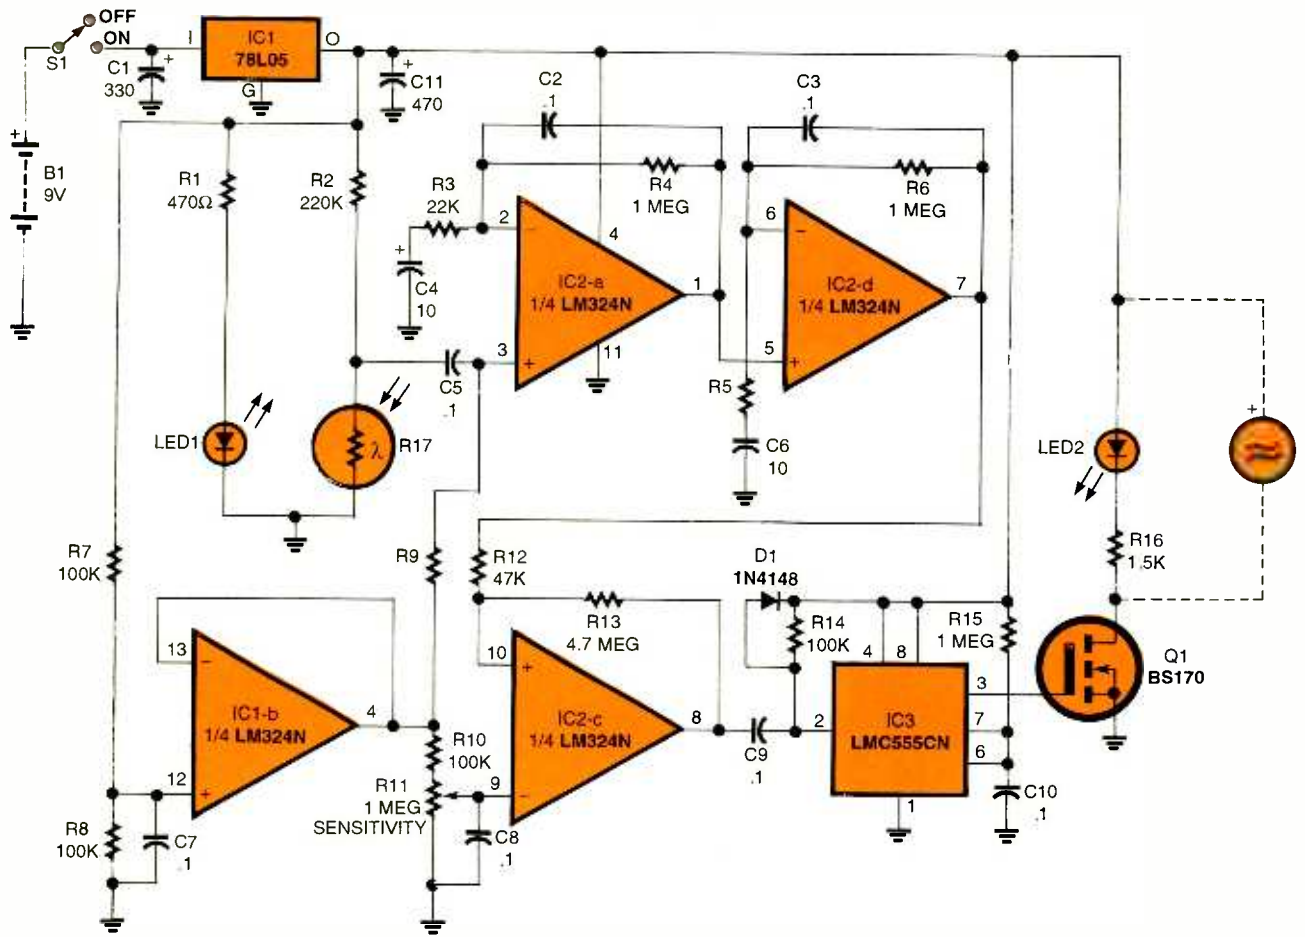 OFF
ON
S1
I
IC1
78L05
O
G
C1
330
+
+
C11
470
C2
.1
C3
.1
+
B1
9V
R1
470Ω
R2
220K
R3
22K
R4
1 MEG
R6
1 MEG
+
C4
10
2
−
4
IC2-a
1/4 LM324N
1
3
+
11
6
−
IC2-d
1/4 LM324N
7
5
+
C5
.1
R5
C6
10
LED1
λ
R17
LED2
+
R7
100K
R9
R12
47K
D1
1N4148
R16
1.5K
R13
4.7 MEG
R14
100K
R15
1 MEG
13
−
IC1-b
1/4 LM324N
4
12
+
10
+
IC2-c
1/4 LM324N
8
9
−
4
8
3
IC3
LMC555CN
2
7
6
1
Q1
BS170
R10
100K
R11
1 MEG
SENSITIVITY
C9
.1
C10
.1
R8
100K
C7
.1
C8
.1